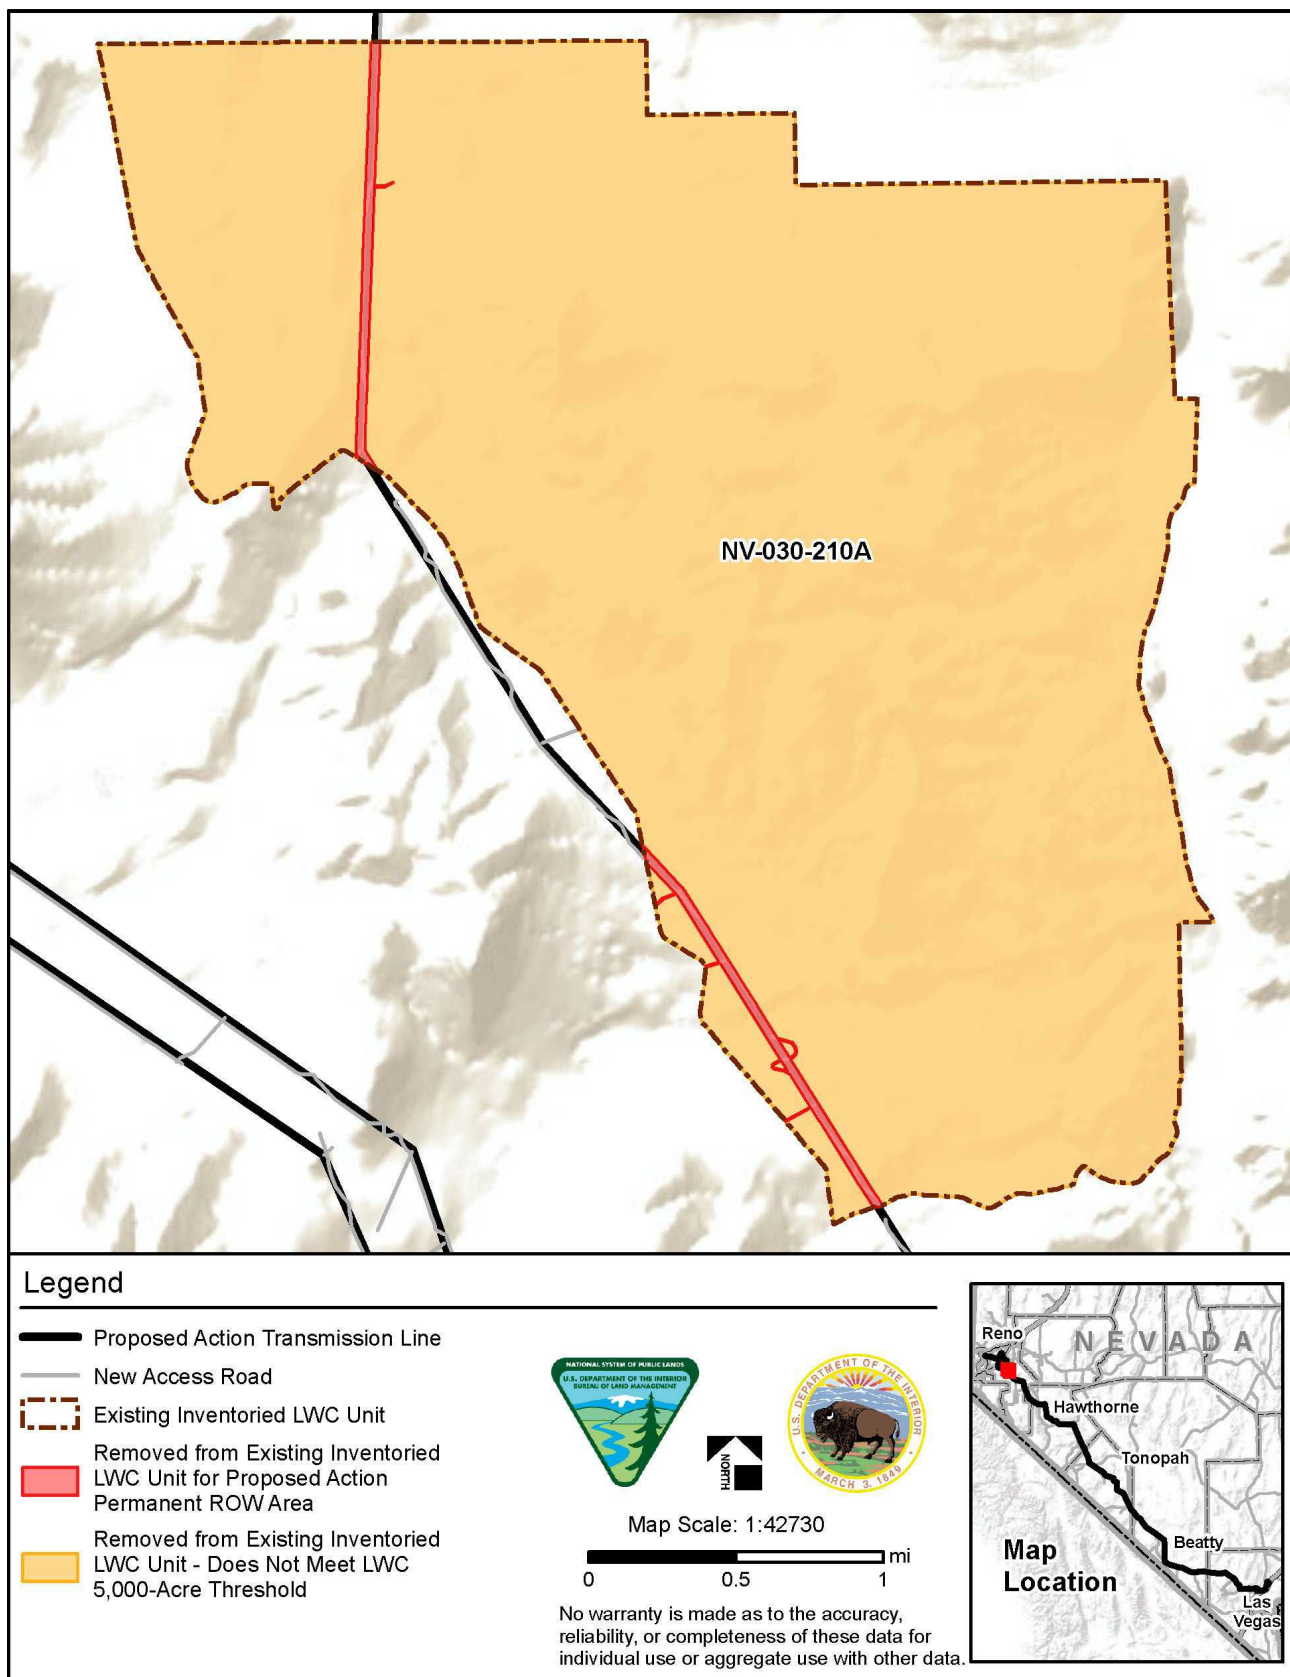 NV-030-210A
Legend
Proposed Action Transmission Line
New Access Road
Existing Inventoried LWC Unit
Removed from Existing Inventoried
LWC Unit for Proposed Action
Permanent ROW Area
Removed from Existing Inventoried
LWC Unit - Does Not Meet LWC
5,000-Acre Threshold
NATIONAL SYSTEM OF PUBLIC LANDS
U.S. DEPARTMENT OF THE INTERIOR
BUREAU OF LAND MANAGEMENT
NORTH
U.S. DEPARTMENT OF THE INTERIOR
MARCH 3, 1849
Map Scale: 1:42730
mi
0 0.5 1
No warranty is made as to the accuracy,
reliability, or completeness of these data for
individual use or aggregate use with other data.
Reno
NEVADA
Hawthorne
Tonopah
Beatty
Map
Location
Las
Vegas